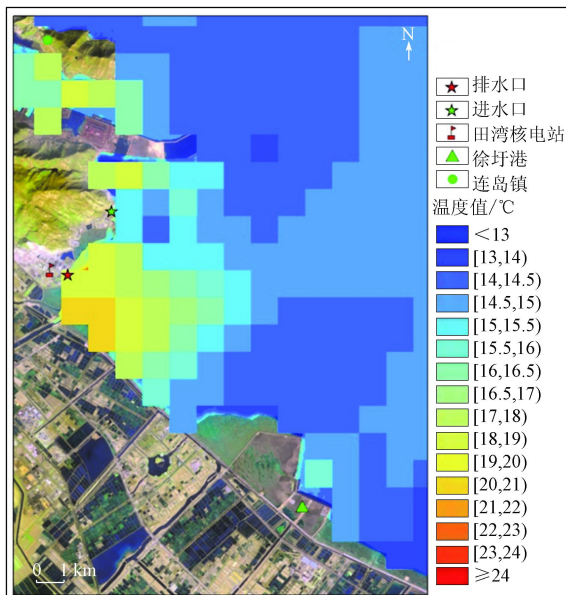 N
排水口
进水口
田湾核电站
徐圩港
连岛镇
温度值/℃
<13
[13,14)
[14,14.5)
[14.5,15)
[15,15.5)
[15.5,16)
[16,16.5)
[16.5,17)
[17,18)
[18,19)
[19,20)
[20,21)
[21,22)
[22,23)
[23,24)
≥24
0 1 km